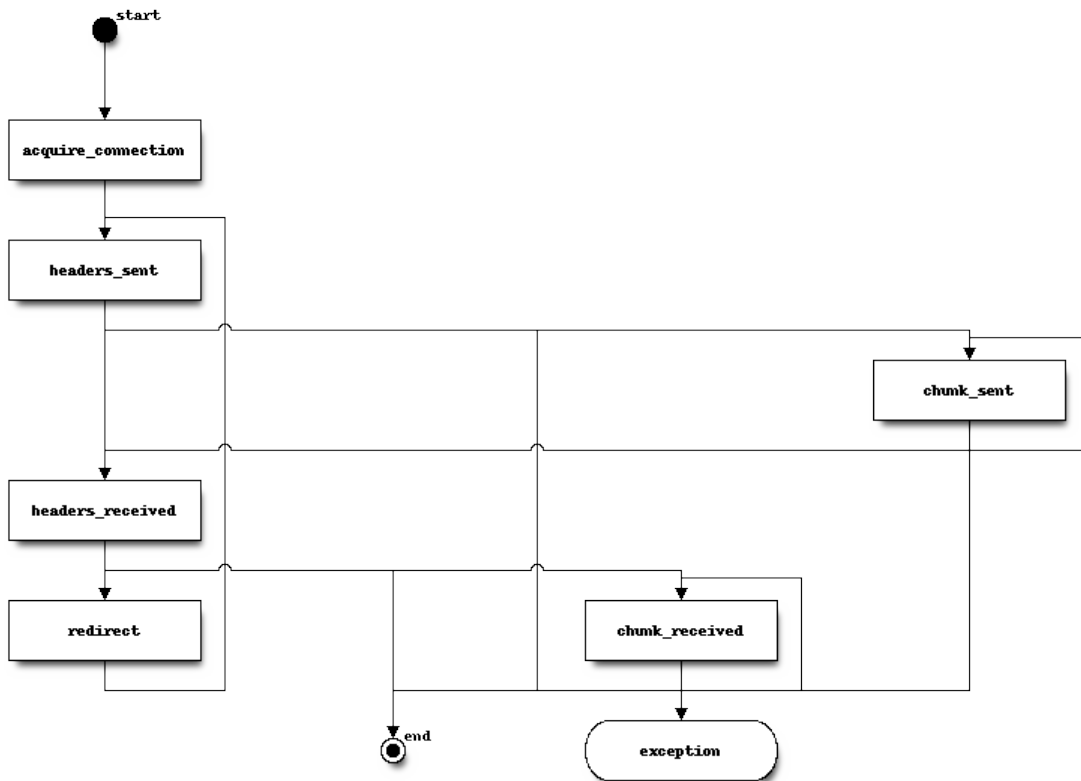 start
acquire_connection
headers_sent
chunk_sent
headers_received
redirect
chunk_received
end
exception